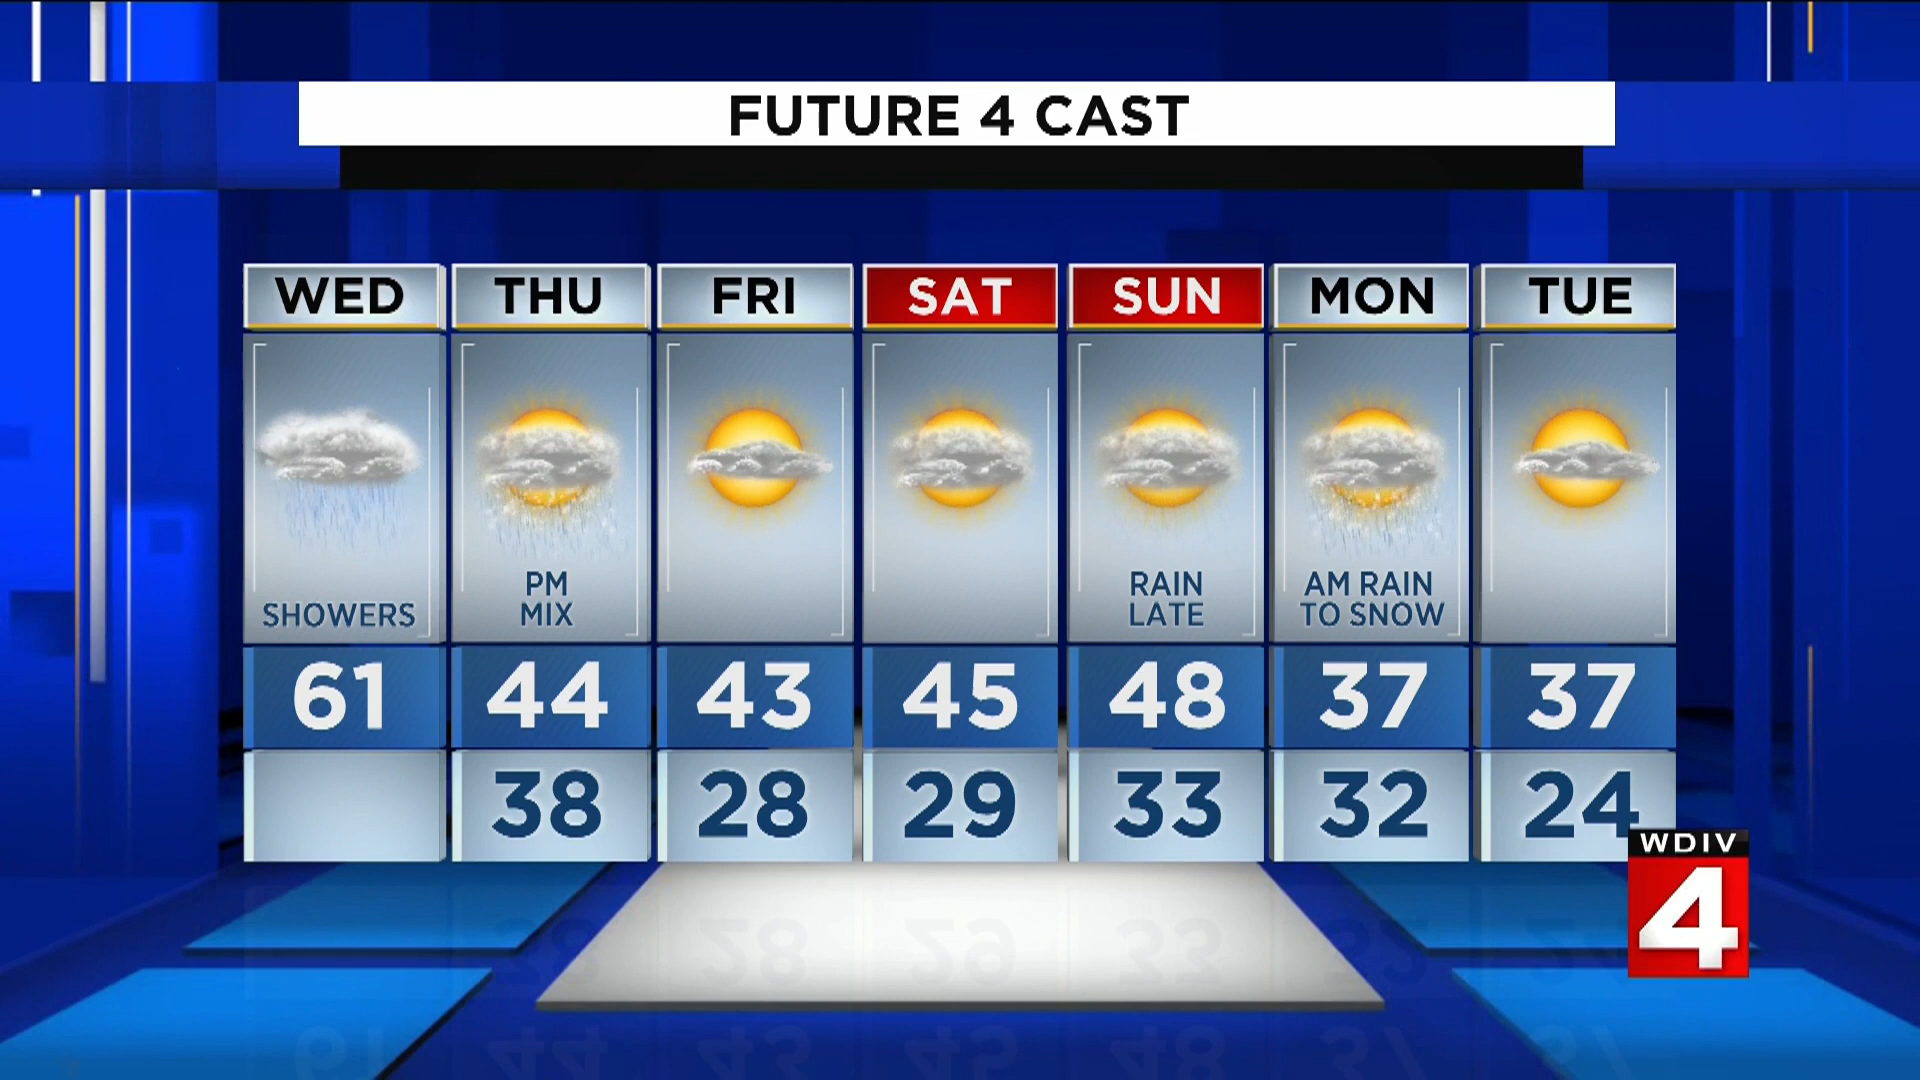 FUTURE 4 CAST
WED THU FRI SAT SUN MON TUE
SHOWERS
PM
MIX
RAIN
LATE
AM RAIN
TO SNOW
61 44 43 45 48 37 37
38 28 29 33 32 24
WDIV
4